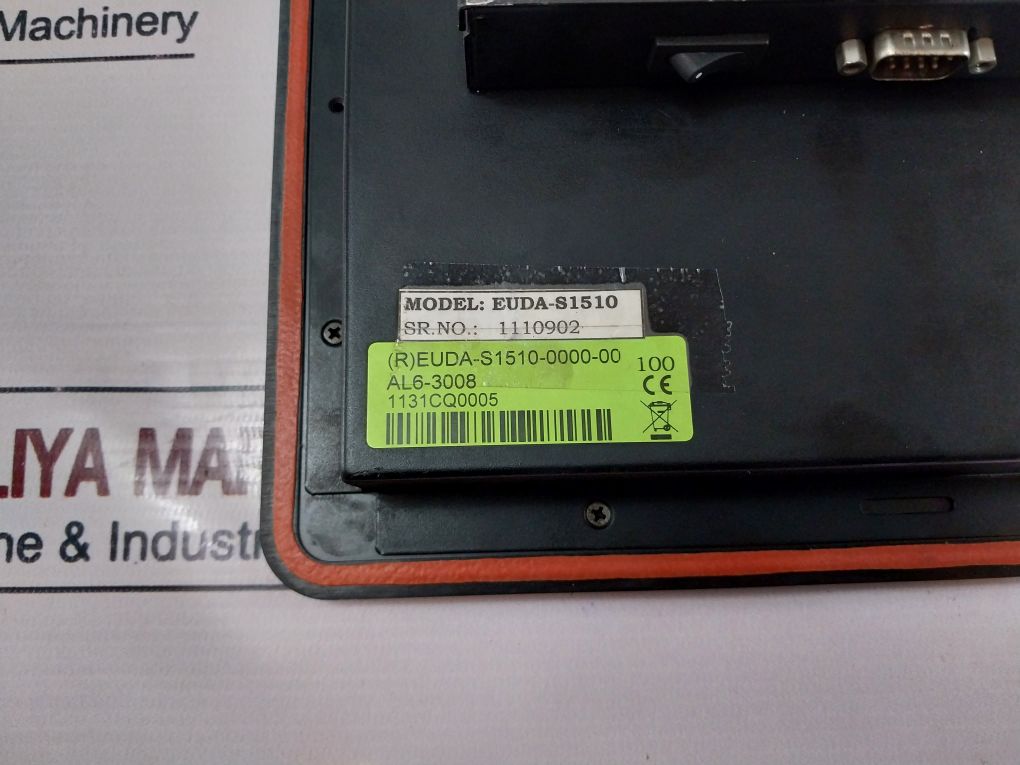 Machinery
MODEL: EUDA-S1510
SR.NO.: 1110902
(R)EUDA-S1510-0000-00
100
AL6-3008
CE
1131CQ0005
LIYA MA
ne & Industri